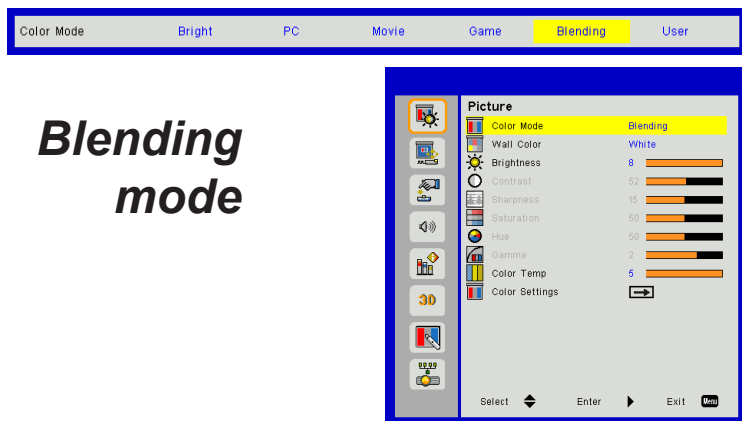 Color Mode Bright PC Movie Game Blending User
Blending
mode
Picture
Color Mode Blending
Wall Color White
Brightness 8
Contrast 52
Sharpness 15
Saturation 50
Hue 50
Gamma 2
Color Temp 5
Color Settings
3D
Select Enter Exit Menu